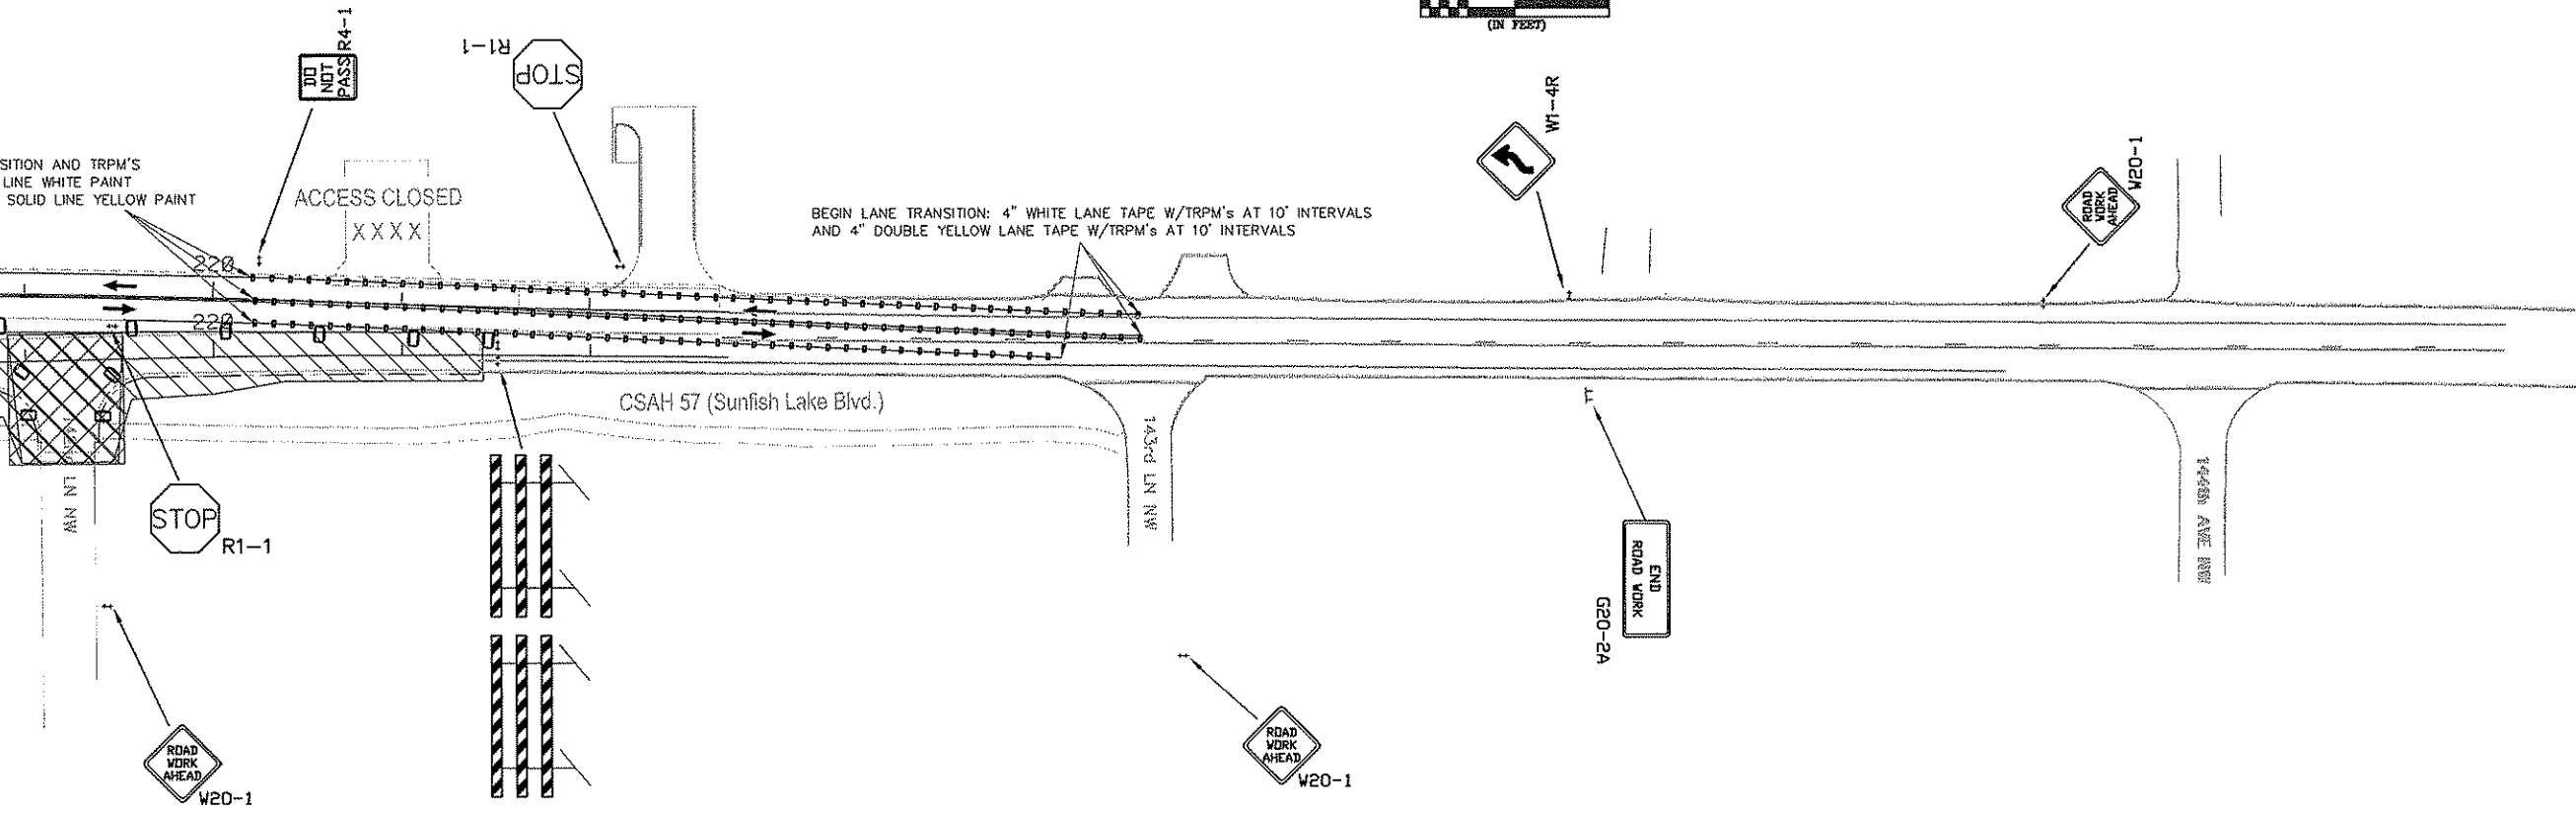 (IN FEET)
R4-1
DO
NOT
PASS
R1-1
STOP
W1-4R
W20-1
ROAD
WORK
AHEAD
SITION AND TRPM'S
LINE WHITE PAINT
SOLID LINE YELLOW PAINT
ACCESS CLOSED
XXXX
BEGIN LANE TRANSITION: 4" WHITE LANE TAPE W/TRPM's AT 10' INTERVALS
AND 4" DOUBLE YELLOW LANE TAPE W/TRPM's AT 10' INTERVALS
220
220
CSAH 57 (Sunfish Lake Blvd.)
143rd LN NW
144th AVE NW
LN NW
STOP
R1-1
END
ROAD WORK
G20-2A
ROAD
WORK
AHEAD
W20-1
ROAD
WORK
AHEAD
W20-1